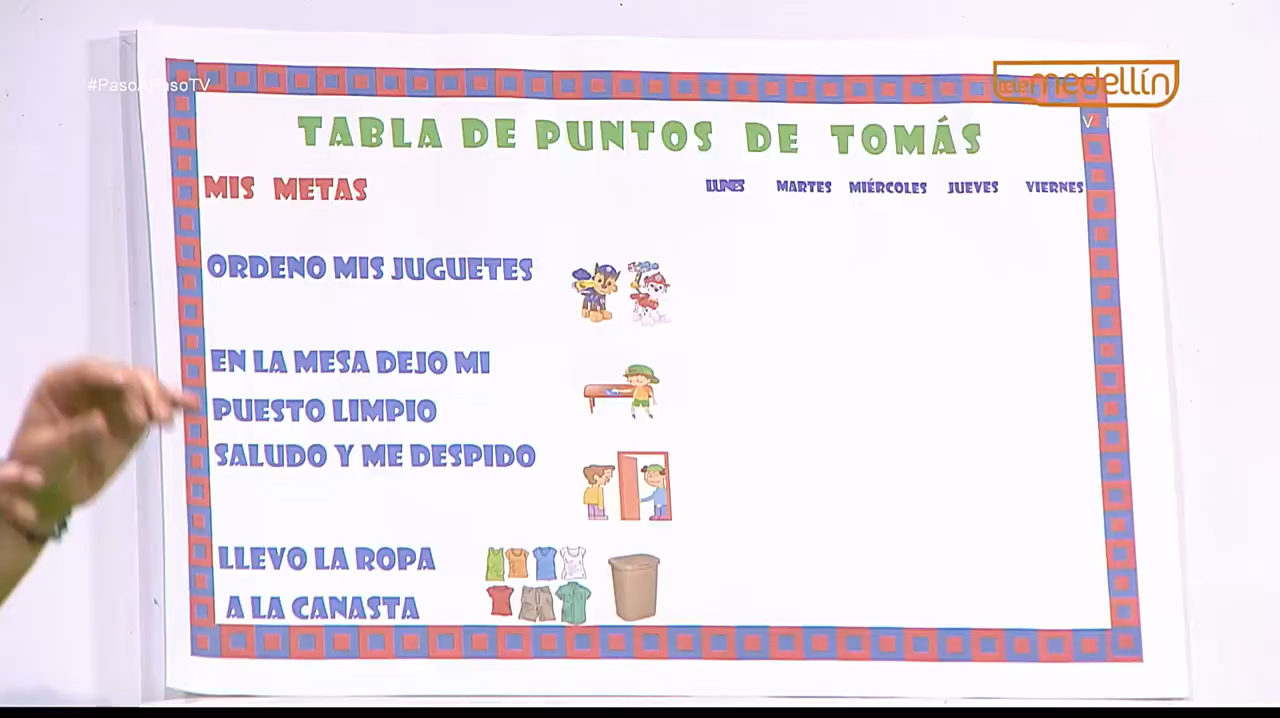 #PasoAPasoTV
telemedellín
TABLA DE PUNTOS DE TOMÁS
MIS METAS
LUNES MARTES MIÉRCOLES JUEVES VIERNES
ORDENO MIS JUGUETES
EN LA MESA DEJO MI
PUESTO LIMPIO
SALUDO Y ME DESPIDO
LLEVO LA ROPA
A LA CANASTA